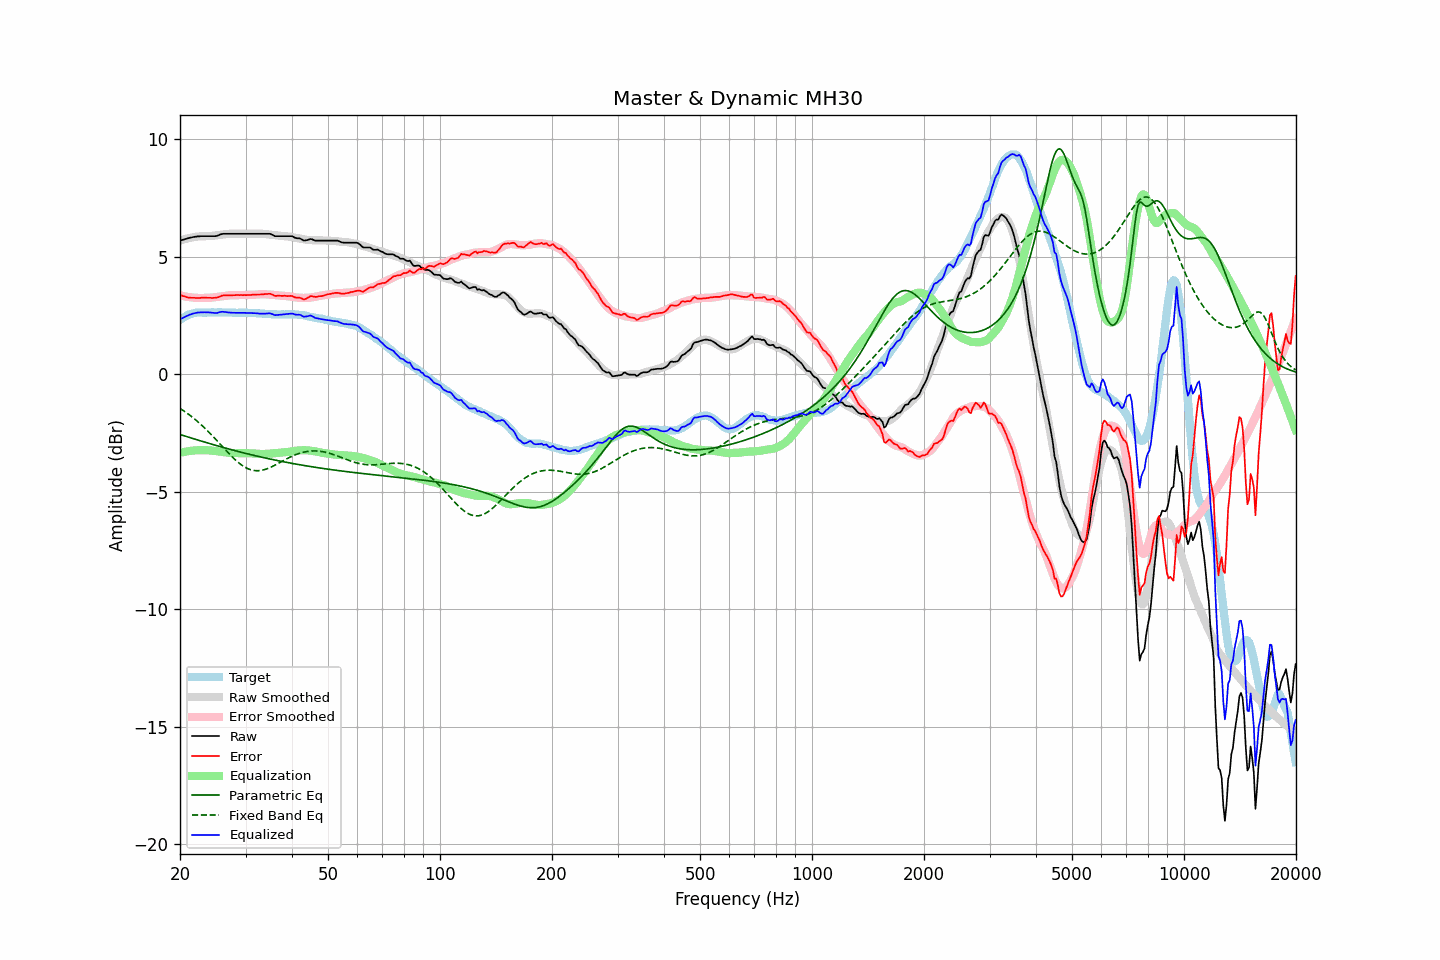 Master & Dynamic MH30
Amplitude (dBr)
10
5
0
−5
−10
−15
−20
Target
Raw Smoothed
Error Smoothed
Raw
Error
Equalization
Parametric Eq
Fixed Band Eq
Equalized
20 50 100 200 500 1000 2000 5000 10000 20000
Frequency (Hz)